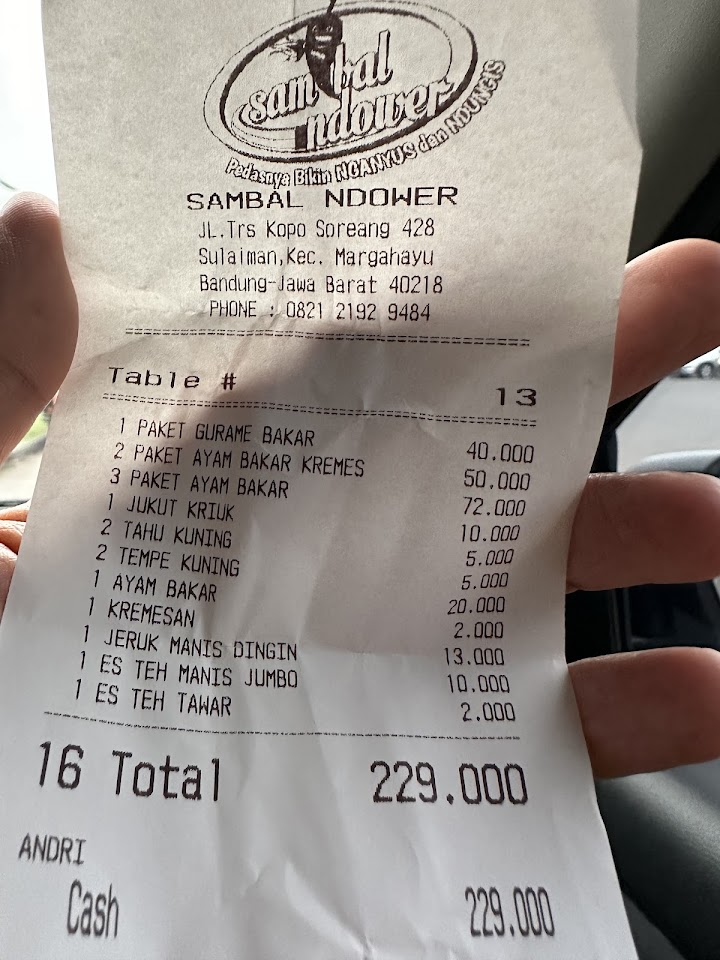 sambal
ndower
Pedasnya Bikin NGANYUS dan NDUNGYS
SAMBAL NDOWER
JL.Trs Kopo Soreang 428
Sulaiman,Kec. Margahayu
Bandung-Jawa Barat 40218
PHONE : 0821 2192 9484
Table # 13
1 PAKET GURAME BAKAR 40.000
2 PAKET AYAM BAKAR KREMES 50.000
3 PAKET AYAM BAKAR 72.000
1 JUKUT KRIUK 10.000
2 TAHU KUNING 5.000
2 TEMPE KUNING 5.000
1 AYAM BAKAR 20.000
1 KREMESAN 2.000
1 JERUK MANIS DINGIN 13.000
1 ES TEH MANIS JUMBO 10.000
1 ES TEH TAWAR 2.000
16 Total 229.000
ANDRI
Cash 229.000